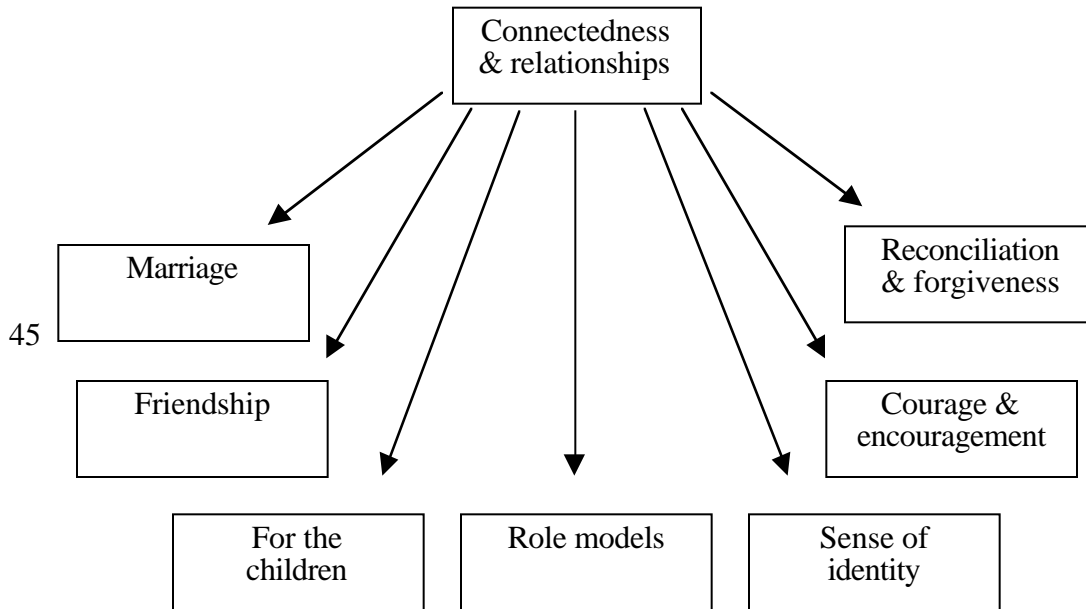 Connectedness
& relationships
Marriage
Reconciliation
& forgiveness
45
Friendship
Courage &
encouragement
For the
children
Role models
Sense of
identity